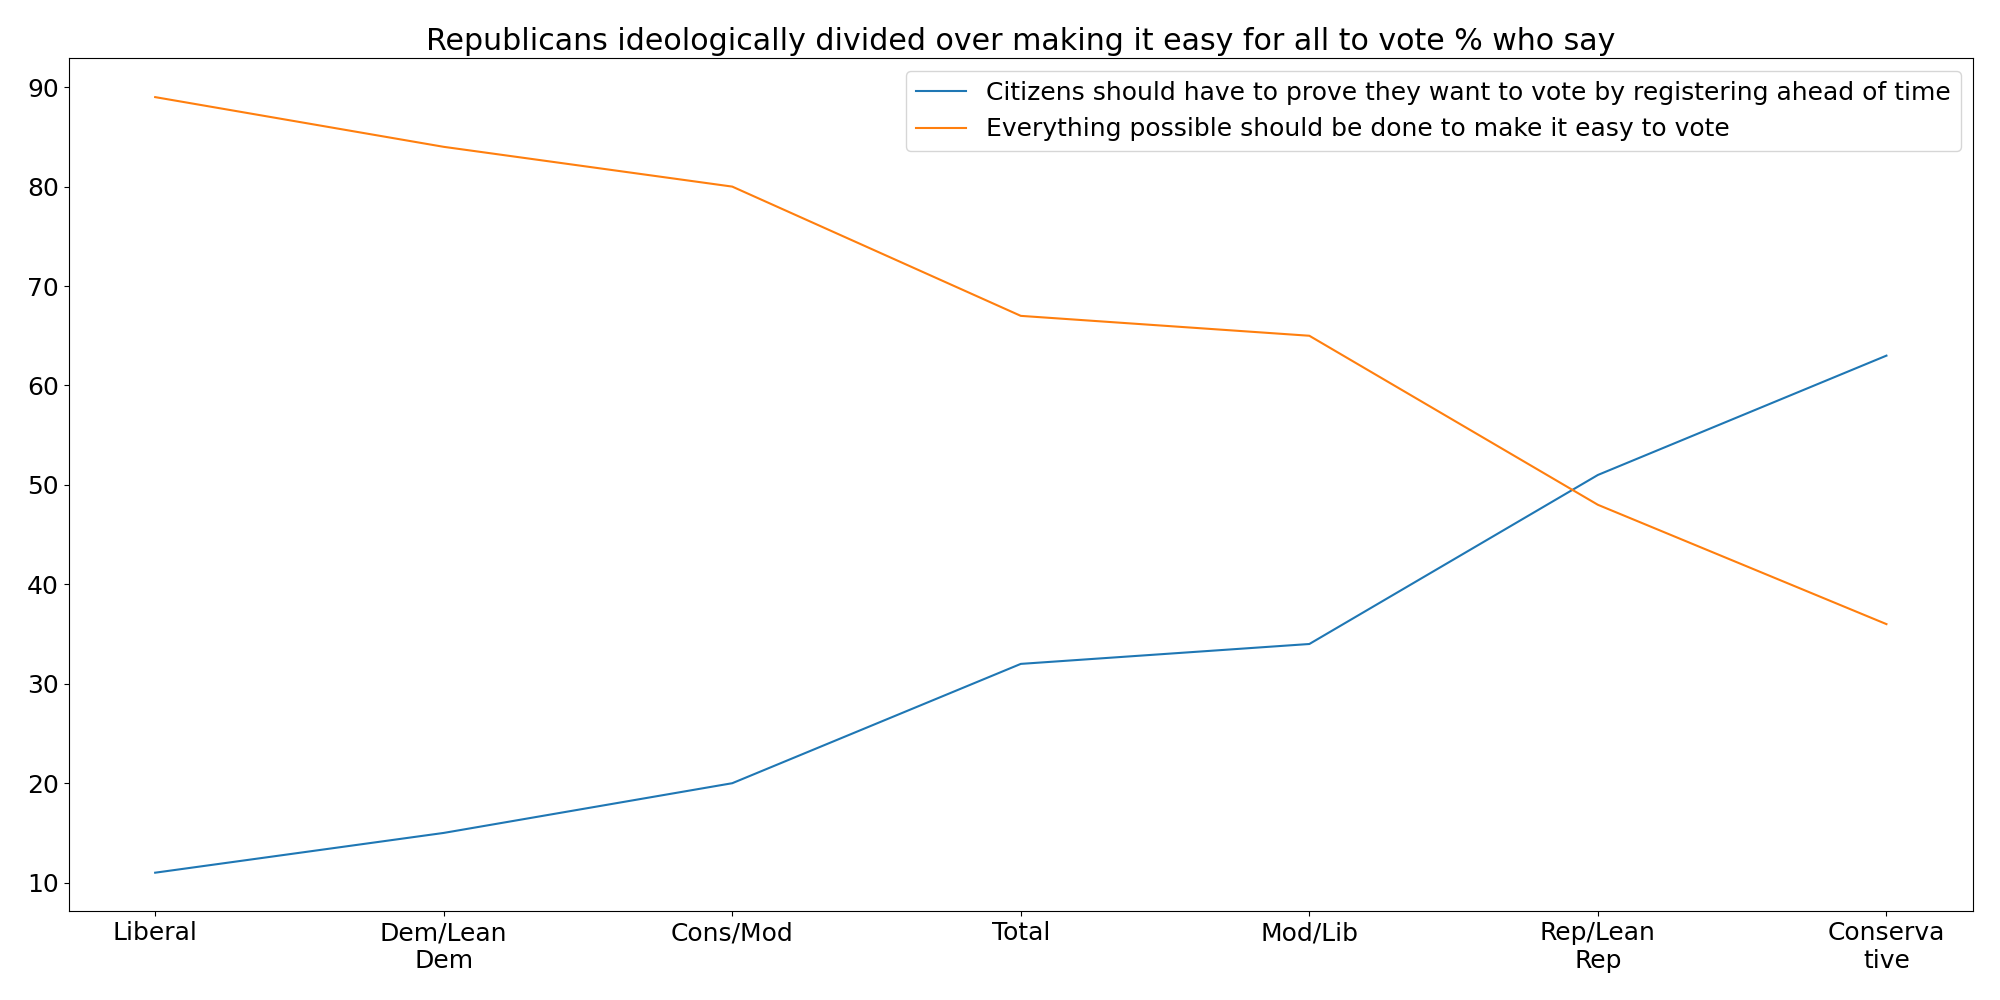 Republicans ideologically divided over making it easy for all to vote % who say
Citizens should have to prove they want to vote by registering ahead of time
Everything possible should be done to make it easy to vote
90
80
70
60
50
40
30
20
10
Liberal
Dem/Lean
Dem
Cons/Mod
Total
Mod/Lib
Rep/Lean
Rep
Conserva
tive